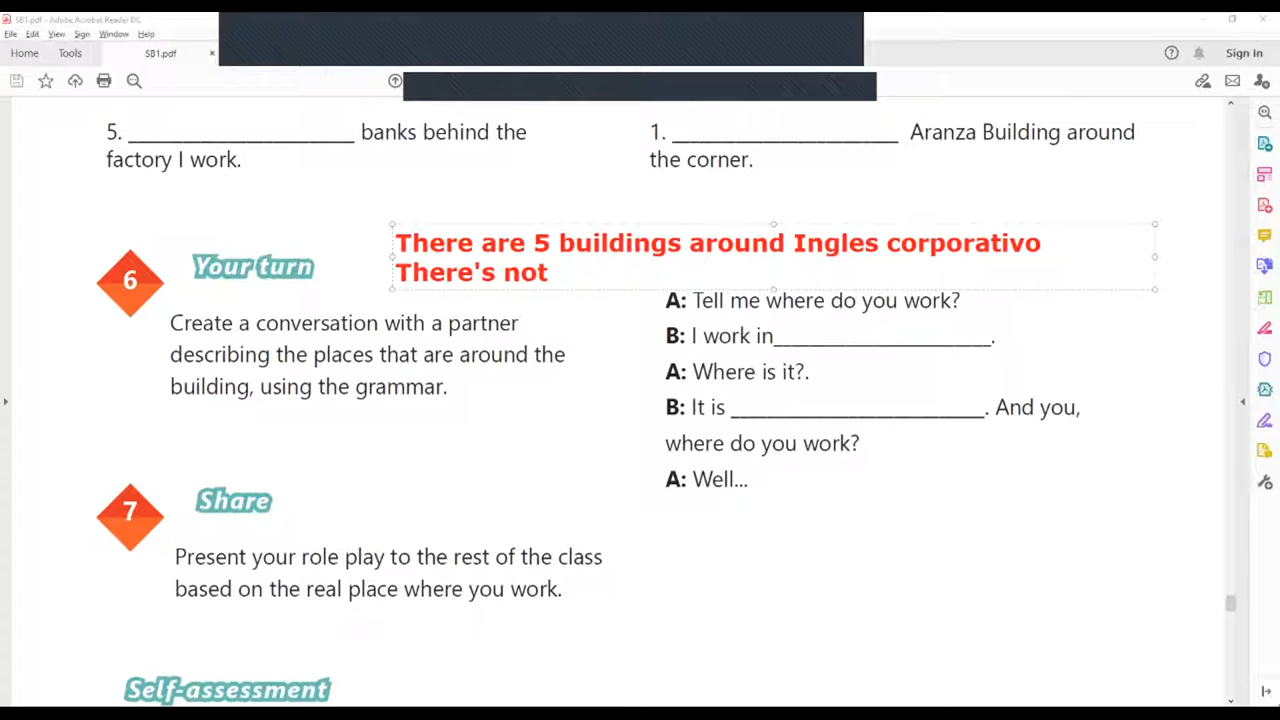 SB1.pdf - Adobe Acrobat Reader DC
File Edit View Sign Window Help
Home Tools SB1.pdf × Sign In
5. ____________________ banks behind the
factory I work.
1. ____________________ Aranza Building around
the corner.
There are 5 buildings around Ingles corporativo
There's not
6 Your turn
Create a conversation with a partner
describing the places that are around the
building, using the grammar.
A: Tell me where do you work?
B: I work in____________________.
A: Where is it?.
B: It is ________________________. And you,
where do you work?
A: Well...
7 Share
Present your role play to the rest of the class
based on the real place where you work.
Self-assessment